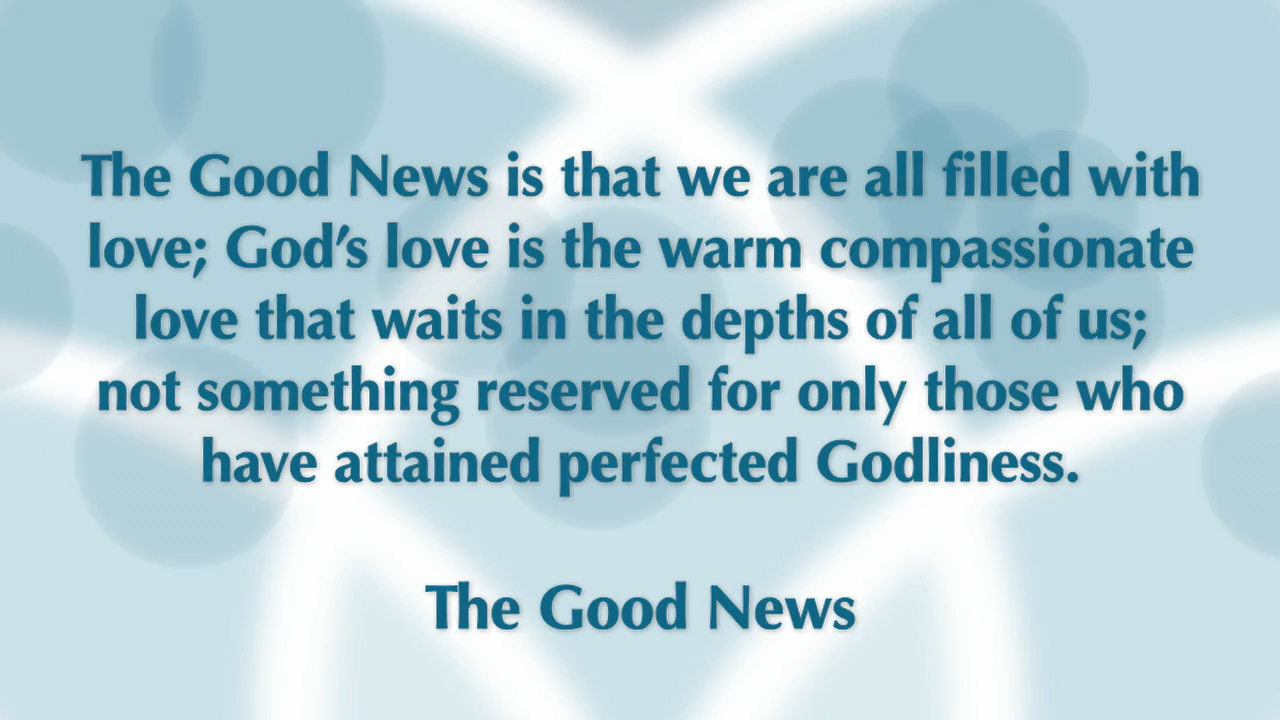 The Good News is that we are all filled with
love; God’s love is the warm compassionate
love that waits in the depths of all of us;
not something reserved for only those who
have attained perfected Godliness.
The Good News